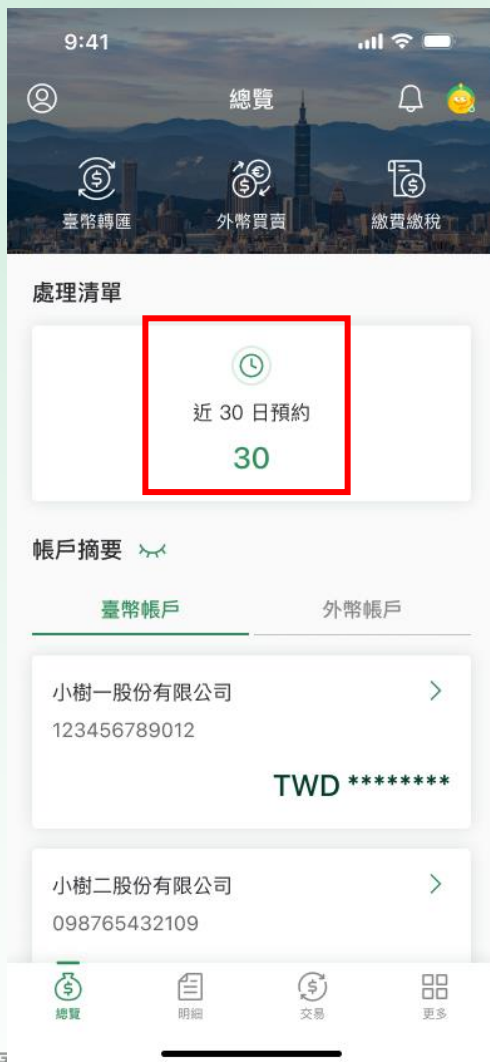 9:41
總覽
臺幣轉匯
外幣買賣
繳費繳稅
處理清單
近 30 日預約
30
帳戶摘要
臺幣帳戶
外幣帳戶
小樹一股份有限公司
123456789012
TWD ********
小樹二股份有限公司
098765432109
總覽
明細
交易
更多